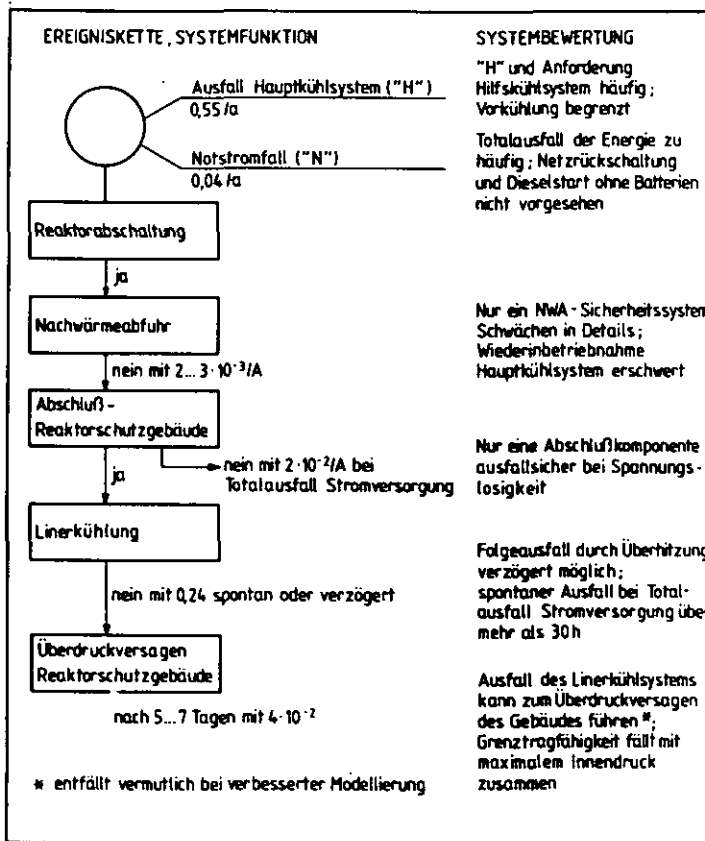 EREIGNISKETTE, SYSTEMFUNKTION
SYSTEMBEWERTUNG
Ausfall Hauptkühlsystem ("H")
0,55/a
"H" und Anforderung
Hilfskühlsystem häufig;
Vorkühlung begrenzt
Notstromfall ("N")
0,04/a
Totalausfall der Energie zu
häufig; Netzrückschaltung
und Dieselstart ohne Batterien
nicht vorgesehen
Reaktorabschaltung
ja
Nachwärmeabfuhr
Nur ein NWA-Sicherheitssystem
Schwächen in Details;
Wiederinbetriebnahme
Hauptkühlsystem erschwert
nein mit 2...3·10⁻³/A
Abschluß-
Reaktorschutzgebäude
nein mit 2·10⁻²/A bei
Totalausfall Stromversorgung
Nur eine Abschlußkomponente
ausfallsicher bei Spannungs-
losigkeit
ja
Linerkühlung
nein mit 0,24 spontan oder verzögert
Folgeausfall durch Überhitzung
verzögert möglich;
spontaner Ausfall bei Total-
ausfall Stromversorgung übe
mehr als 30h
Überdruckversagen
Reaktorschutzgebäude
nach 5...7 Tagen mit 4·10⁻²
Ausfall des Linerkühlsystems
kann zum Überdruckversagen
des Gebäudes führen*;
Grenztragfähigkeit fällt mit
maximalem Innendruck
zusammen
* entfällt vermutlich bei verbesserter Modellierung